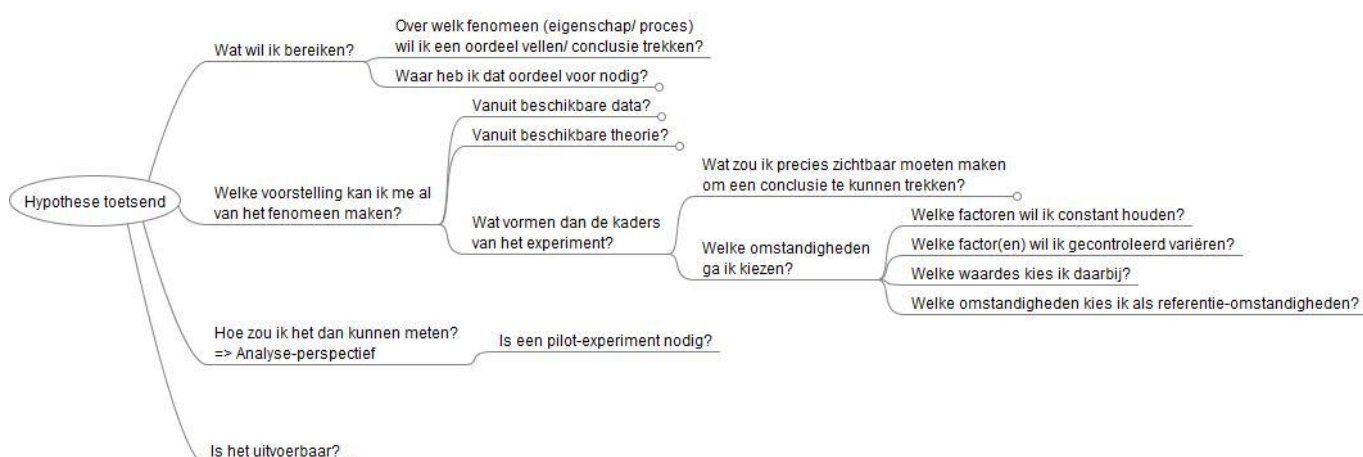 Hypothese toetsend
Wat wil ik bereiken?
Over welk fenomeen (eigenschap/ proces)
wil ik een oordeel vellen/ conclusie trekken?
Waar heb ik dat oordeel voor nodig?
Welke voorstelling kan ik me al
van het fenomeen maken?
Vanuit beschikbare data?
Vanuit beschikbare theorie?
Wat vormen dan de kaders
van het experiment?
Wat zou ik precies zichtbaar moeten maken
om een conclusie te kunnen trekken?
Welke omstandigheden
ga ik kiezen?
Welke factoren wil ik constant houden?
Welke factor(en) wil ik gecontroleerd variëren?
Welke waardes kies ik daarbij?
Welke omstandigheden kies ik als referentie-omstandigheden?
Hoe zou ik het dan kunnen meten?
=> Analyse-perspectief
Is een pilot-experiment nodig?
Is het uitvoerbaar?